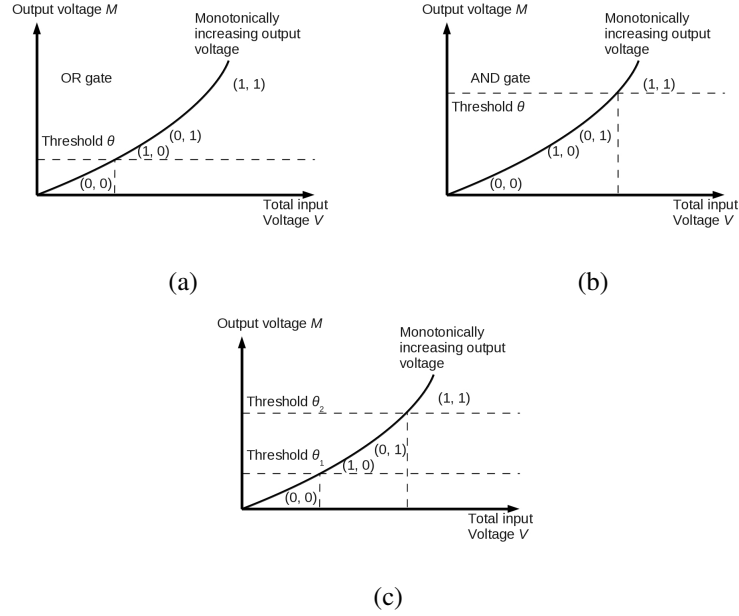 Output voltage M
Monotonically
increasing output
voltage
OR gate
(1, 1)
Threshold θ
(0, 1)
(1, 0)
(0, 0)
Total input
Voltage V
(a)
Output voltage M
Monotonically
increasing output
voltage
AND gate
(1, 1)
Threshold θ
(0, 1)
(1, 0)
(0, 0)
Total input
Voltage V
(b)
Output voltage M
Monotonically
increasing output
voltage
Threshold θ2
(1, 1)
Threshold θ1
(0, 1)
(1, 0)
(0, 0)
Total input
Voltage V
(c)